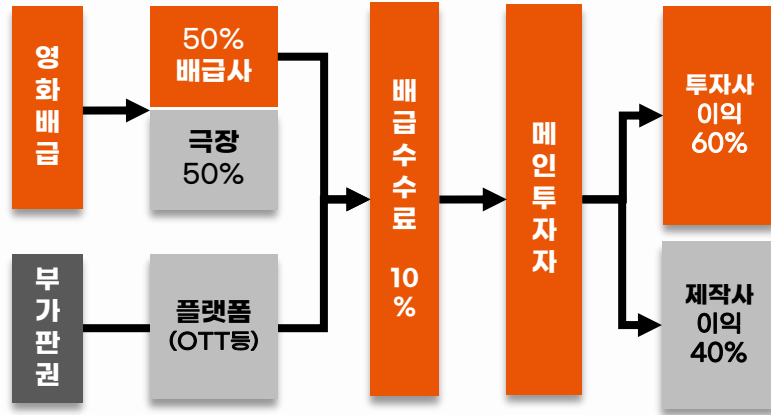 영화배급
50%
배급사
극장
50%
부가판권
플랫폼
(OTT등)
배급수수료
10
%
메인투자자
투자사
이익
60%
제작사
이익
40%